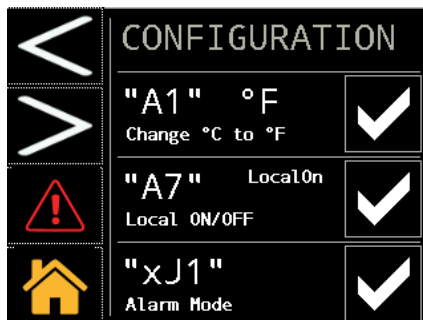 CONFIGURATION
"A1" °F
Change °C to °F
"A7" LocalOn
Local ON/OFF
"xJ1"
Alarm Mode